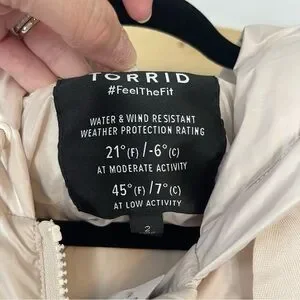 TORRID
#FeelTheFit
WATER & WIND RESISTANT
WEATHER PROTECTION RATING
21°(F) /-6°(C)
AT MODERATE ACTIVITY
45°(F) /7°(C)
AT LOW ACTIVITY
2